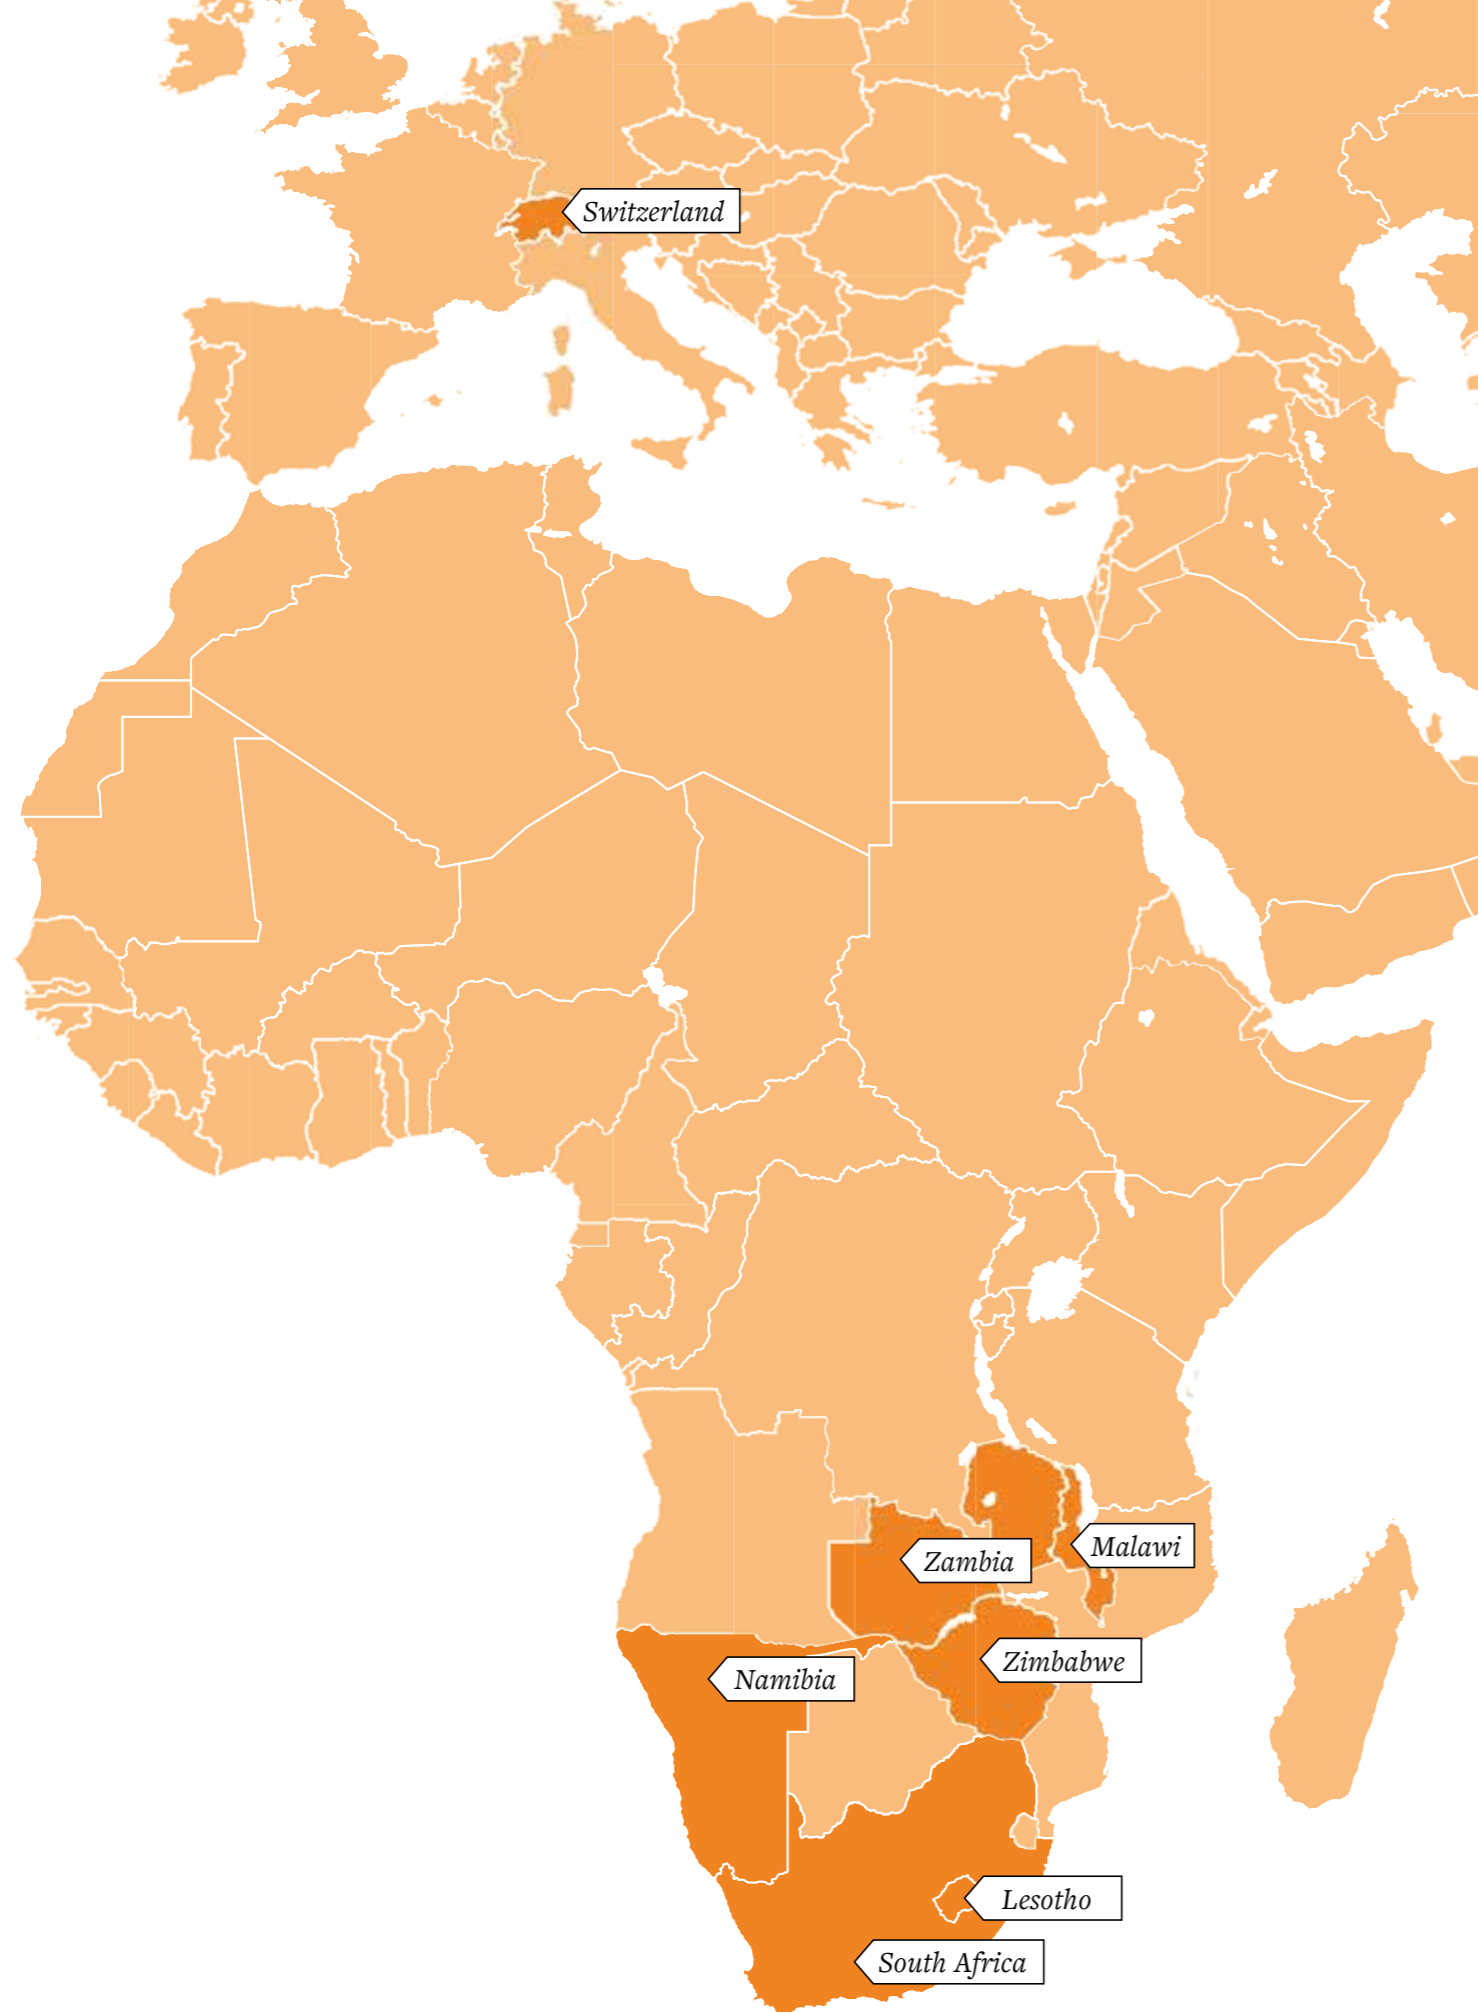 Switzerland
Malawi
Zambia
Zimbabwe
Namibia
Lesotho
South Africa